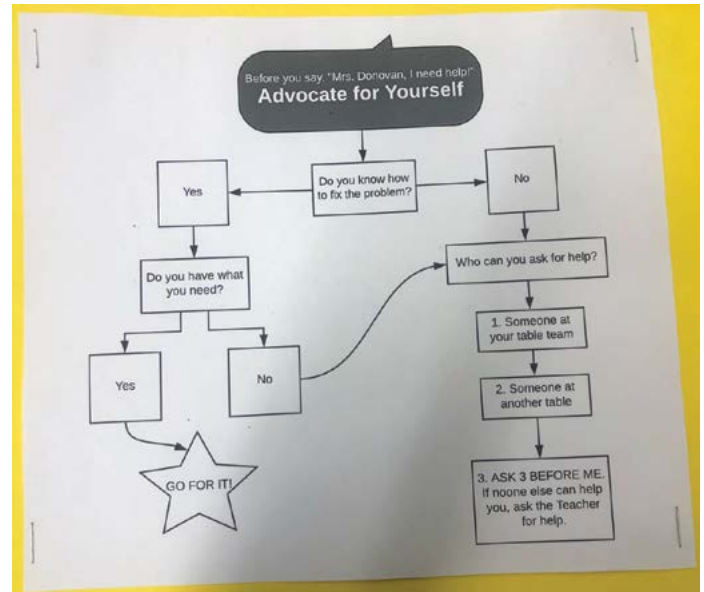 Before you say, "Mrs. Donovan, I need help!"
Advocate for Yourself
Do you know how
to fix the problem?
Yes
No
Do you have what
you need?
Who can you ask for help?
Yes
No
1. Someone at
your table team
2. Someone at
another table
GO FOR IT!
3. ASK 3 BEFORE ME.
If noone else can help
you, ask the Teacher
for help.